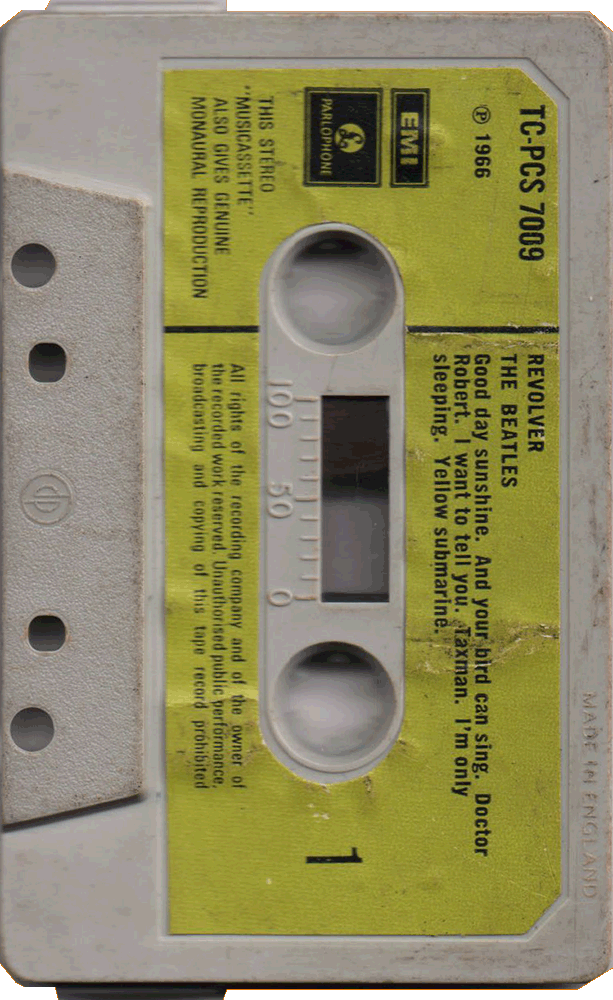 TC-PCS 7009
℗ 1966
EMI
PARLOPHONE
THIS STEREO
"MUSICASSETTE"
ALSO GIVES GENUINE
MONAURAL REPRODUCTION
REVOLVER
THE BEATLES
Good day sunshine. And your bird can sing. Doctor
Robert. I want to tell you. Taxman. I'm only
sleeping. Yellow submarine.
100 50 0
All rights of the recording company and of the owner of
the recorded work reserved. Unauthorised public performance,
broadcasting and copying of this tape record prohibited
1
MADE IN ENGLAND